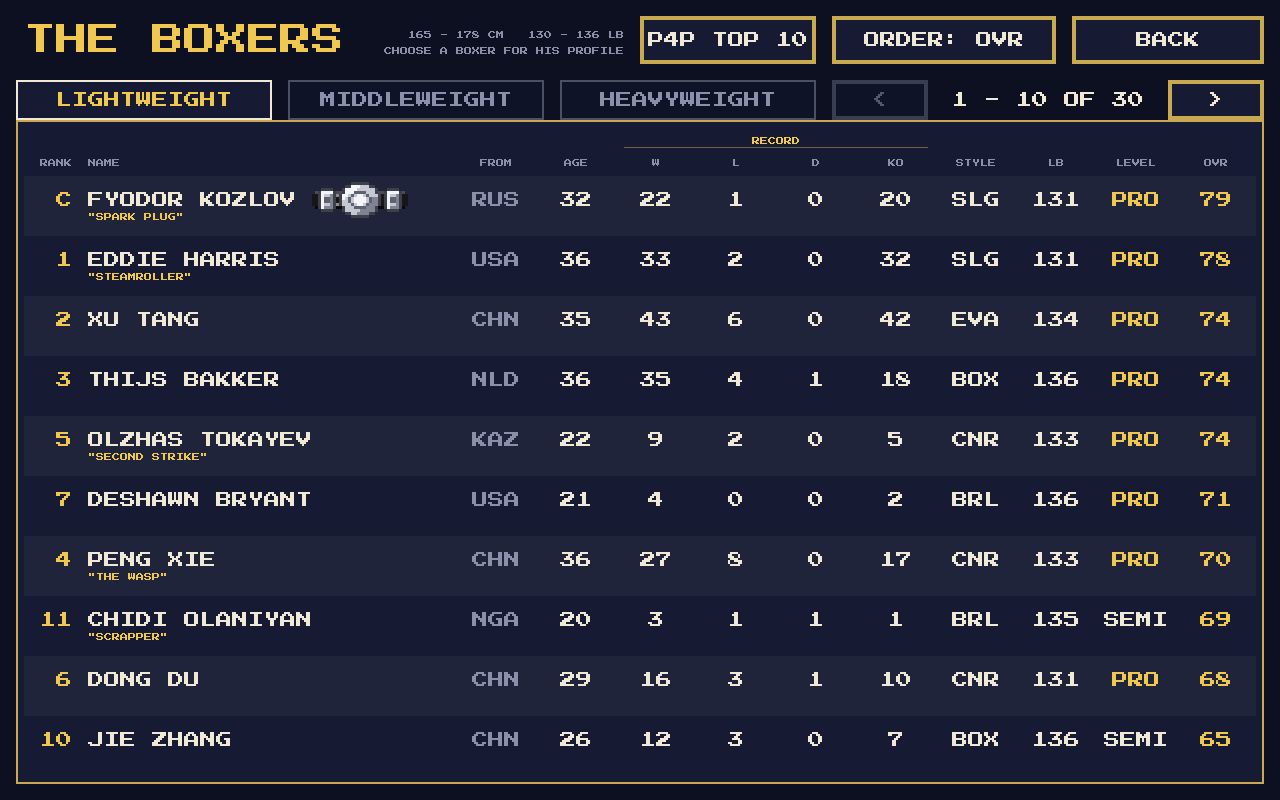 THE BOXERS
165 - 178 CM 130 - 136 LB
CHOOSE A BOXER FOR HIS PROFILE
P4P TOP 10
ORDER: OVR
BACK
LIGHTWEIGHT MIDDLEWEIGHT HEAVYWEIGHT < 1 - 10 OF 30 >
RECORD
RANK NAME FROM AGE W L D KO STYLE LB LEVEL OVR
C FYODOR KOZLOV RUS 32 22 1 0 20 SLG 131 PRO 79
"SPARK PLUG"
1 EDDIE HARRIS USA 36 33 2 0 32 SLG 131 PRO 78
"STEAMROLLER"
2 XU TANG CHN 35 43 6 0 42 EVA 134 PRO 74
3 THIJS BAKKER NLD 36 35 4 1 18 BOX 136 PRO 74
5 OLZHAS TOKAYEV KAZ 22 9 2 0 5 CNR 133 PRO 74
"SECOND STRIKE"
7 DESHAWN BRYANT USA 21 4 0 0 2 BRL 136 PRO 71
4 PENG XIE CHN 36 27 8 0 17 CNR 133 PRO 70
"THE WASP"
11 CHIDI OLANIYAN NGA 20 3 1 1 1 BRL 135 SEMI 69
"SCRAPPER"
6 DONG DU CHN 29 16 3 1 10 CNR 131 PRO 68
10 JIE ZHANG CHN 26 12 3 0 7 BOX 136 SEMI 65